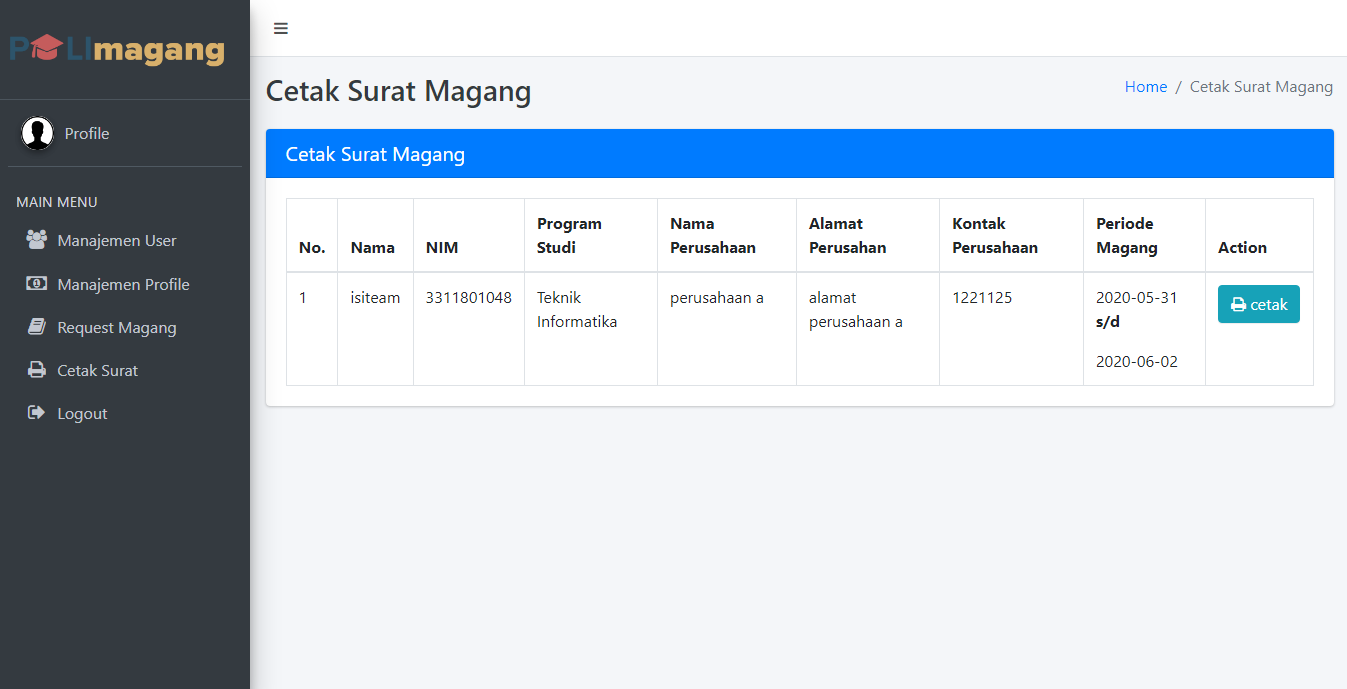 POLImagang
Cetak Surat Magang
Home / Cetak Surat Magang
Profile
Cetak Surat Magang
MAIN MENU
Manajemen User
Manajemen Profile
Request Magang
Cetak Surat
Logout
No.
Nama
NIM
Program
Studi
Nama
Perusahaan
Alamat
Perusahan
Kontak
Perusahaan
Periode
Magang
Action
1
isiteam
3311801048
Teknik
Informatika
perusahaan a
alamat
perusahaan a
1221125
2020-05-31
s/d
2020-06-02
cetak